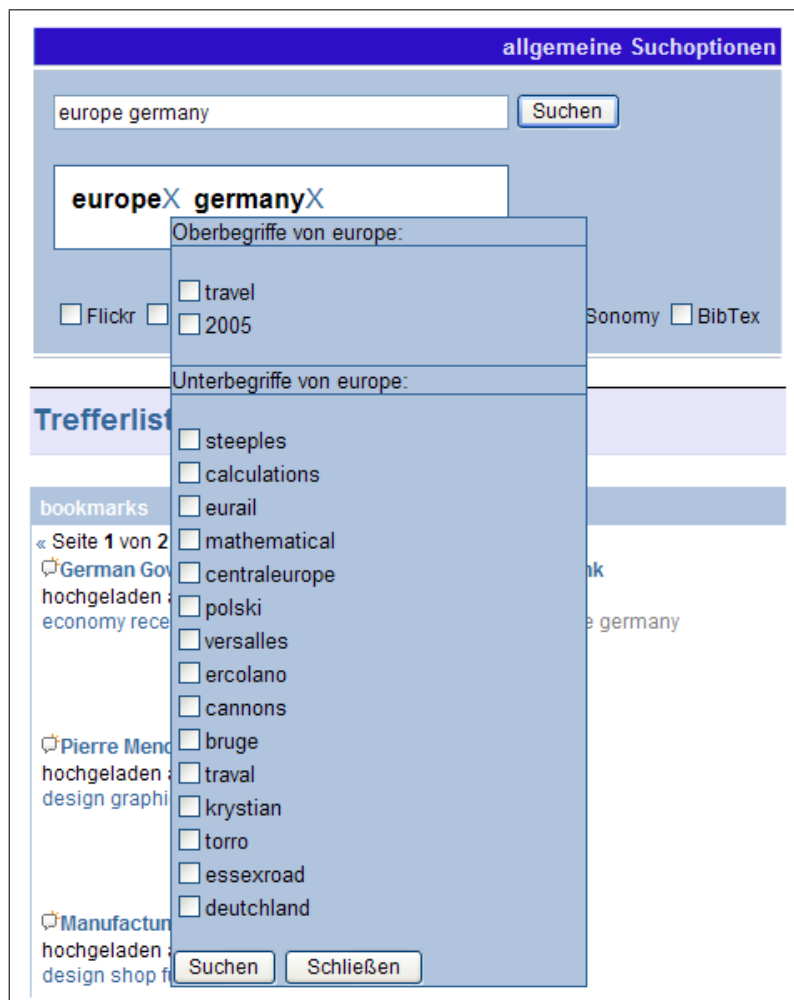 allgemeine Suchoptionen
europe germany
Suchen
europeX germanyX
Oberbegriffe von europe:
travel
2005
Flickr
Sonomy
BibTex
Unterbegriffe von europe:
Trefferlist
steeples
calculations
eurail
mathematical
centraleurope
polski
versalles
ercolano
cannons
bruge
traval
krystian
torro
essexroad
deutchland
Suchen
Schließen
bookmarks
« Seite 1 von 2
German Gov
nk
hochgeladen
economy rece
e germany
Pierre Menc
hochgeladen
design graphi
Manufactun
hochgeladen
design shop f